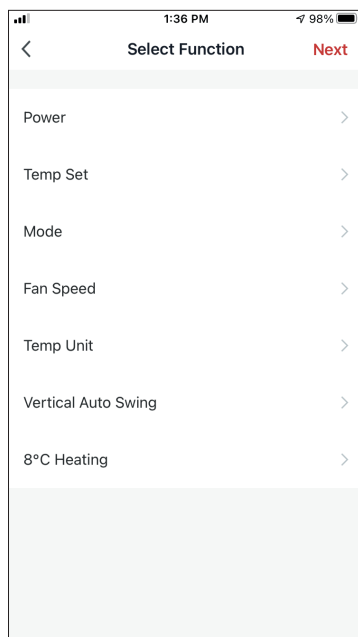 1:36 PM 98%
Select Function Next
Power
Temp Set
Mode
Fan Speed
Temp Unit
Vertical Auto Swing
8°C Heating